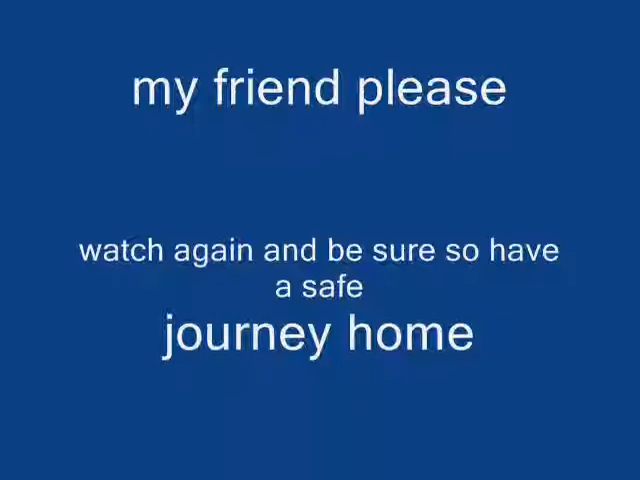 my friend please
watch again and be sure so have
a safe
journey home